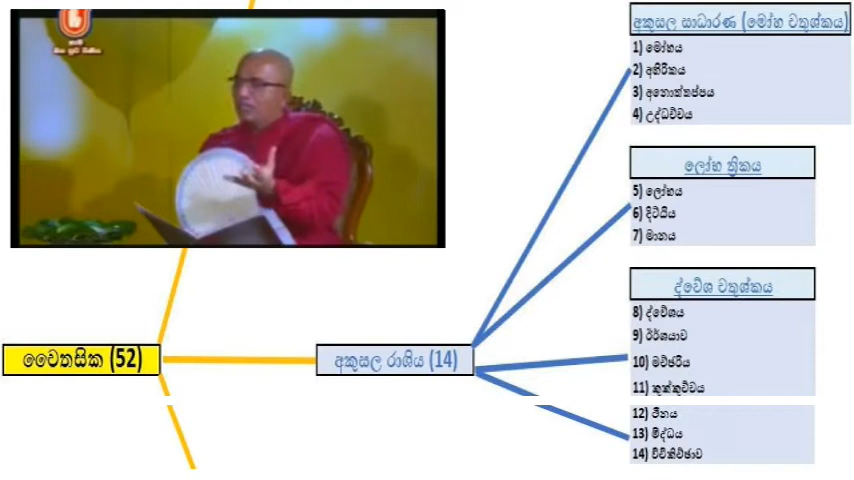 අකුසල සාධාරණ (මෝහ චතුශ්කය)
1) මෝහය
2) අහිරිකය
3) අනොත්තප්පය
4) උද්ධච්චය
ලෝභ ත්‍රිකය
5) ලෝභය
6) දිට්ඨිය
7) මානය
ද්වේශ චතුශ්කය
8) ද්වේශය
9) ඊර්ශයාව
10) මච්ඡරිය
11) කුක්කුච්චය
12) ථීනය
13) මිද්ධය
14) විචිකිච්ඡාව
චෛතසික (52)
අකුසල රාශිය (14)